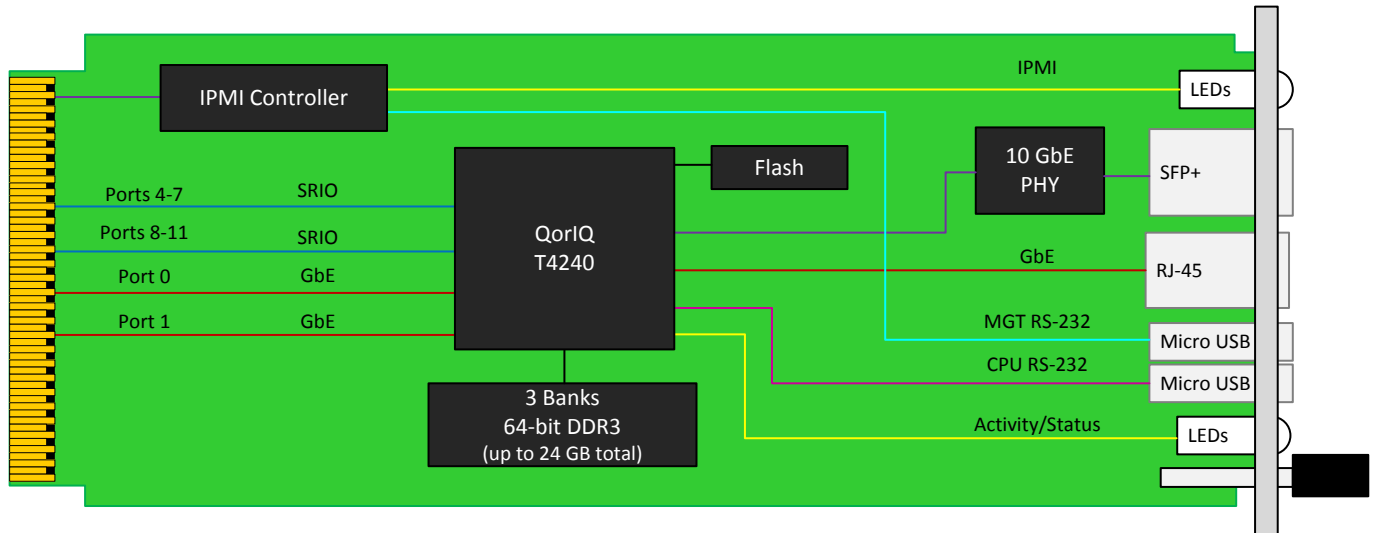 IPMI
IPMI Controller
LEDs
10 GbE
PHY
SFP+
Flash
Ports 4-7
SRIO
Ports 8-11
SRIO
QorIQ
T4240
GbE
RJ-45
Port 0
GbE
Port 1
GbE
MGT RS-232
Micro USB
CPU RS-232
Micro USB
3 Banks
64-bit DDR3
(up to 24 GB total)
Activity/Status
LEDs